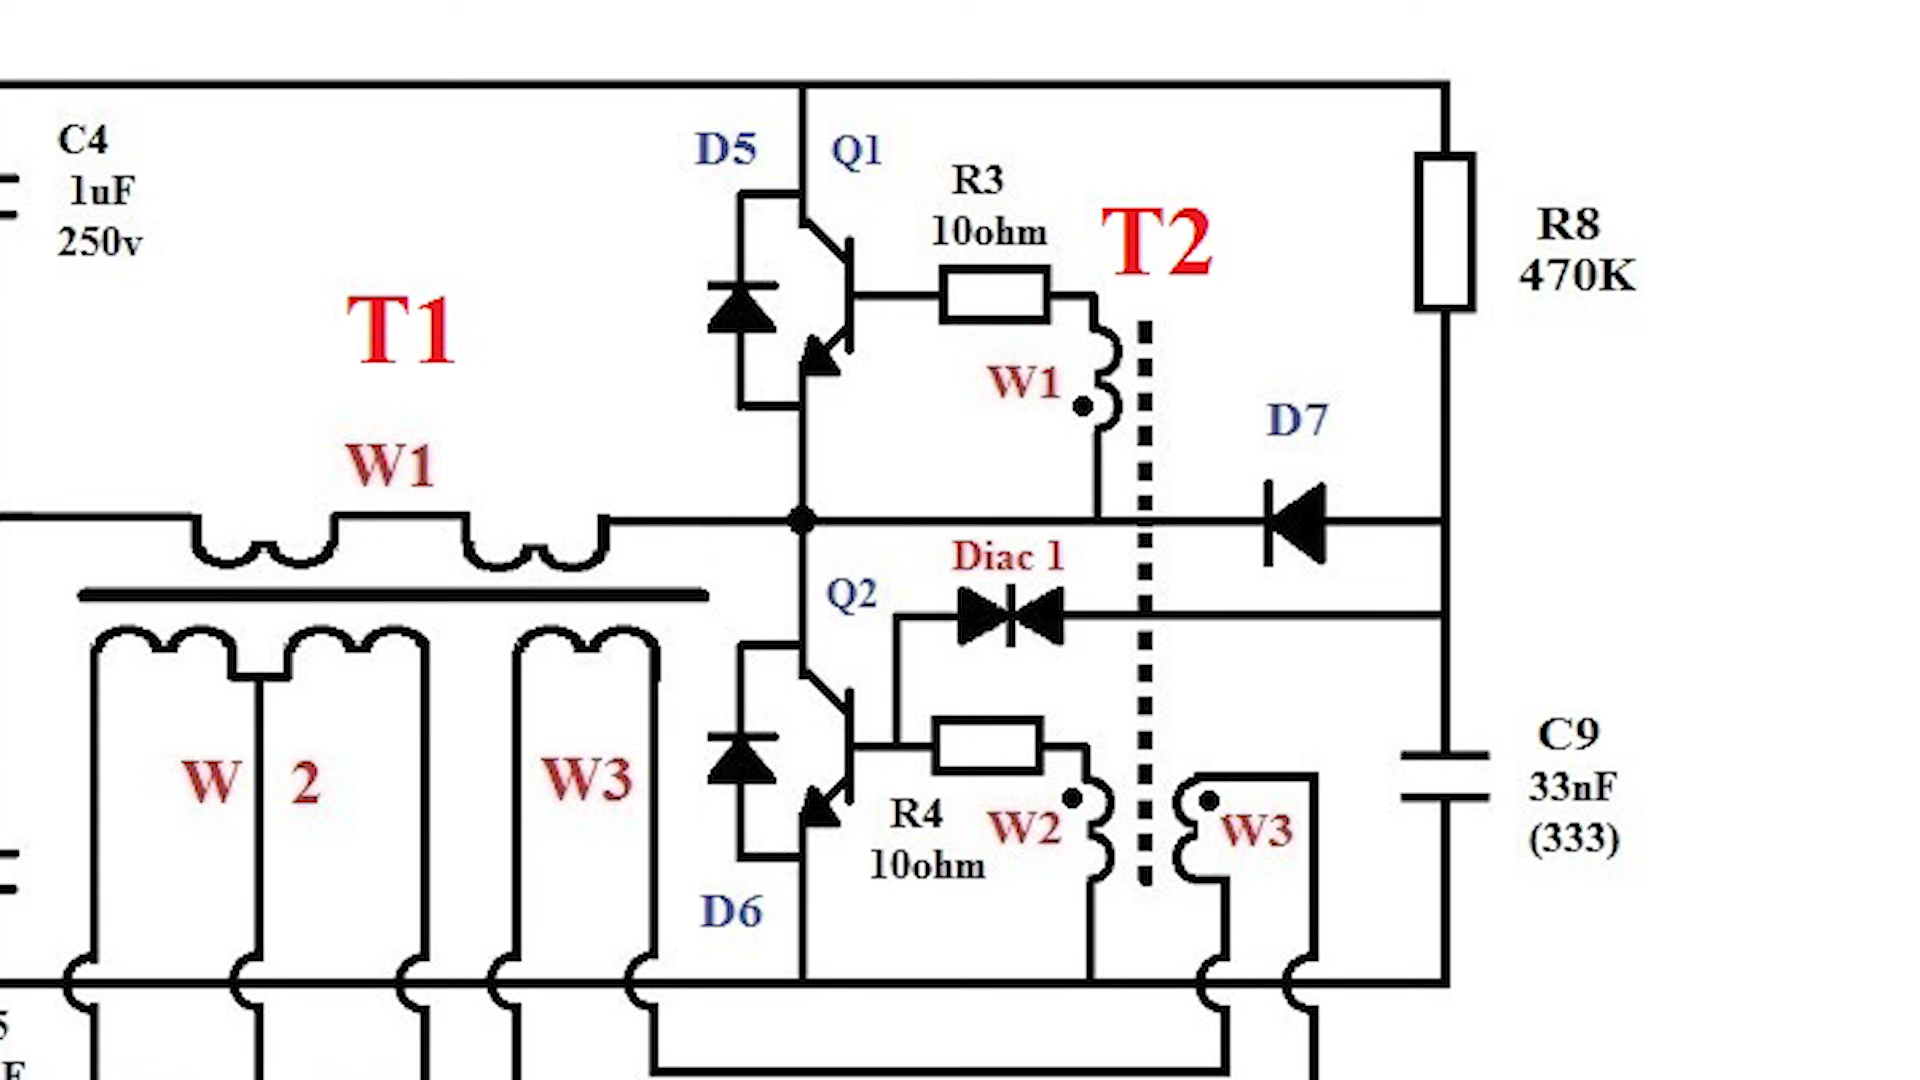 C4
1uF
250v
D5
Q1
R3
10ohm
T2
R8
470K
T1
W1
D7
W1
Diac 1
Q2
W 2
W3
R4
10ohm
W2
W3
C9
33nF
(333)
D6
5
F